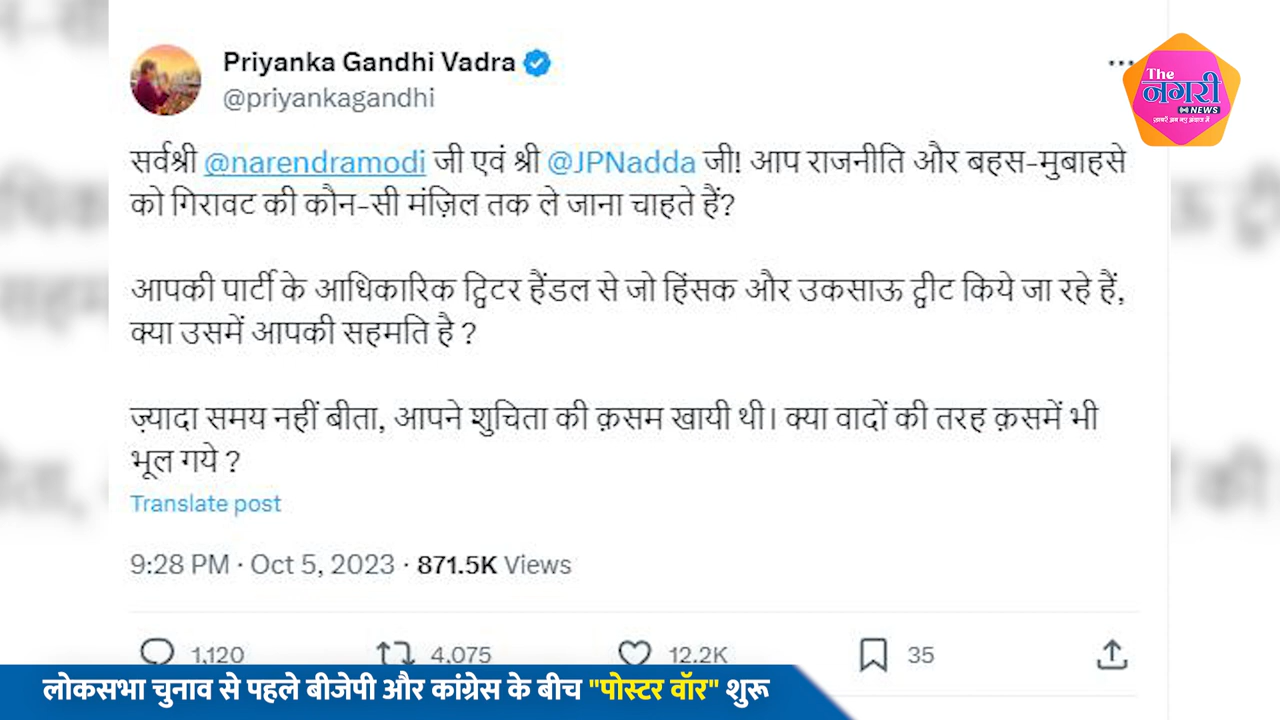 Priyanka Gandhi Vadra
@priyankagandhi
The
नगरी
NEWS
सर्वश्री @narendramodi जी एवं श्री @JPNadda जी! आप राजनीति और बहस-मुबाहसे
को गिरावट की कौन-सी मंज़िल तक ले जाना चाहते हैं?
आपकी पार्टी के आधिकारिक ट्विटर हैंडल से जो हिंसक और उकसाऊ ट्वीट किये जा रहे हैं,
क्या उसमें आपकी सहमति है ?
ज़्यादा समय नहीं बीता, आपने शुचिता की क़सम खायी थी। क्या वादों की तरह क़समें भी
भूल गये ?
Translate post
9:28 PM · Oct 5, 2023 · 871.5K Views
1,120 4,075 12.2K 35
लोकसभा चुनाव से पहले बीजेपी और कांग्रेस के बीच "पोस्टर वॉर" शुरू